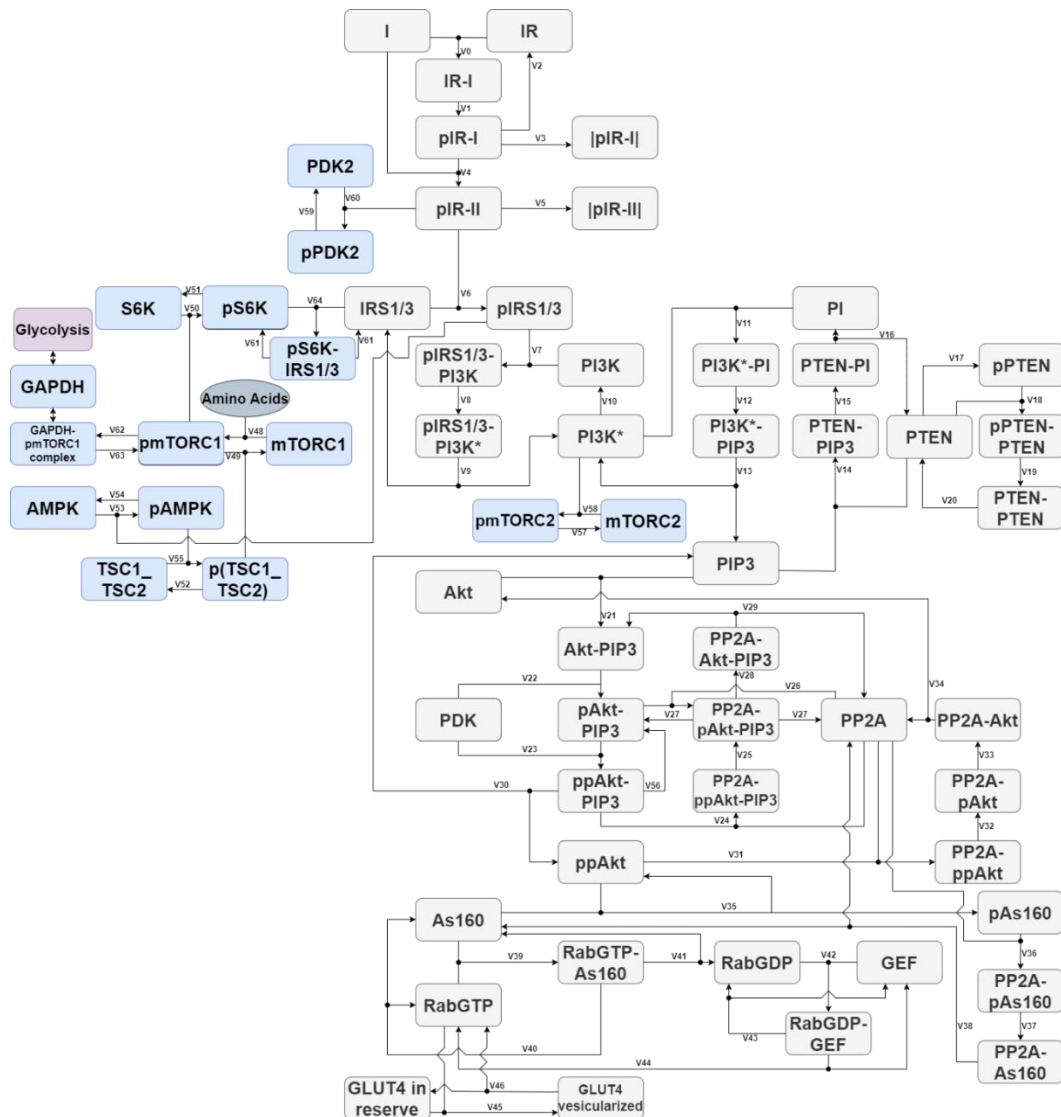 I
IR
V0
V2
IR-I
V1
pIR-I
V3
|pIR-I|
V4
PDK2
V60
V59
pIR-II
V5
|pIR-II|
pPDK2
V6
S6K
V51
V50
pS6K
V64
IRS1/3
pIRS1/3
PI
V11
V16
Glycolysis
V61
pS6K-
IRS1/3
V61
V7
pIRS1/3-
PI3K
PI3K
PI3K*-PI
PTEN-PI
V17
pPTEN
GAPDH
Amino Acids
V8
V10
V12
V15
V18
GAPDH-
pmTORC1
complex
V62
V63
pmTORC1
V48
V49
mTORC1
pIRS1/3-
PI3K*
PI3K*
PI3K*-
PIP3
PTEN-
PIP3
PTEN
pPTEN-
PTEN
V9
V13
V14
V19
V20
AMPK
V54
V53
pAMPK
pmTORC2
V58
V57
mTORC2
PTEN-
PTEN
TSC1_
TSC2
V55
V52
p(TSC1_
TSC2)
PIP3
Akt
V21
V29
Akt-PIP3
PP2A-
Akt-PIP3
V22
V28
V26
V34
PDK
pAkt-
PIP3
V27
PP2A-
pAkt-PIP3
V27
PP2A
PP2A-Akt
V23
V25
V33
V30
ppAkt-
PIP3
V56
PP2A-
ppAkt-PIP3
PP2A-
pAkt
V24
V32
ppAkt
V31
PP2A-
ppAkt
V35
As160
pAs160
V39
RabGTP-
As160
V41
RabGDP
V42
GEF
V36
RabGTP
PP2A-
pAs160
V43
RabGDP-
GEF
V38
V37
V40
V44
PP2A-
As160
GLUT4 in
reserve
V46
V45
GLUT4
vesicularized